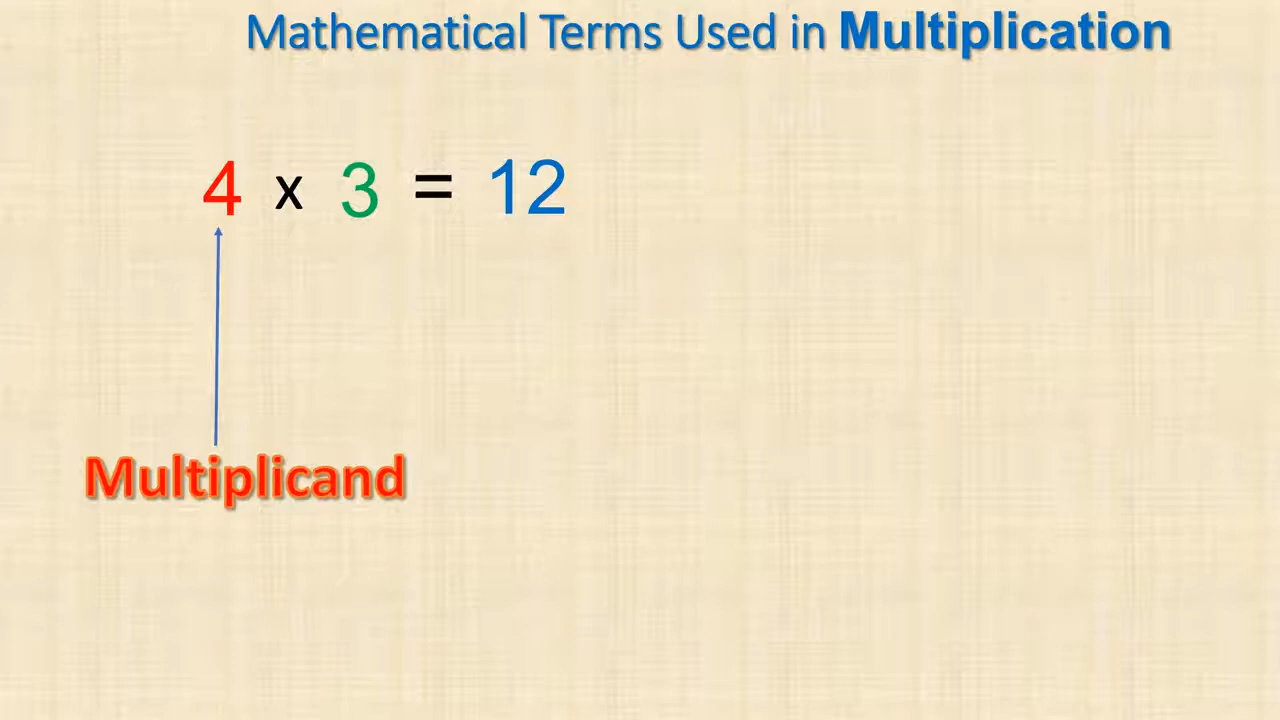 Mathematical Terms Used in Multiplication
4 x 3 = 12
Multiplicand